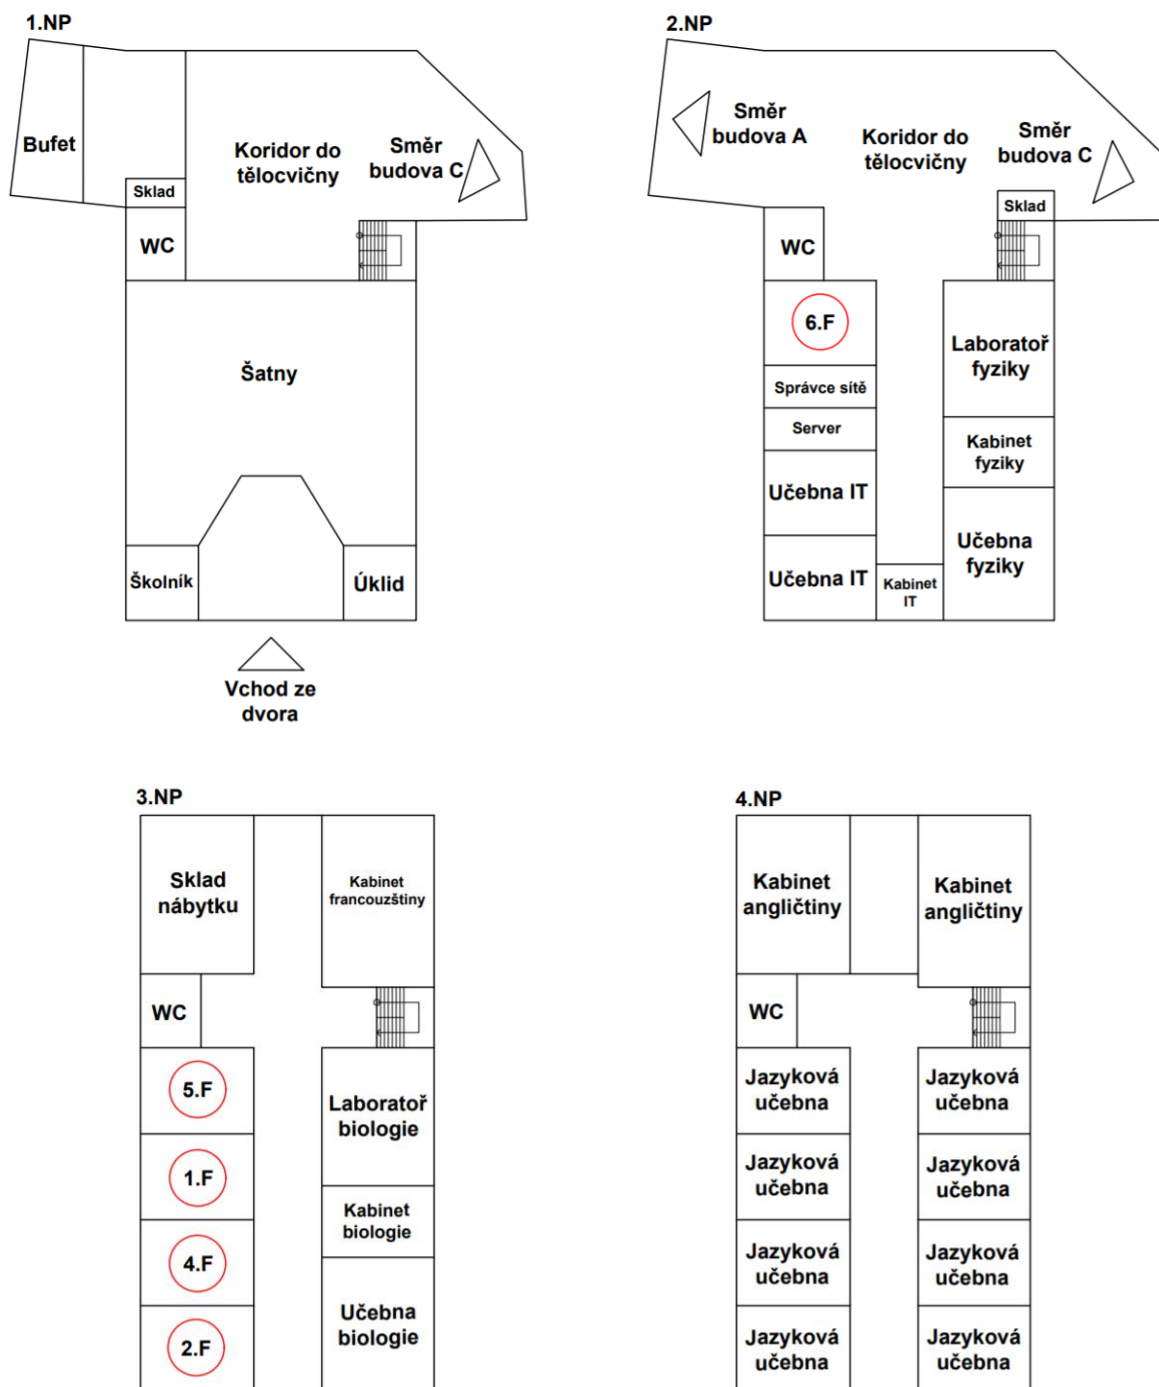 1.NP
Bufet
Sklad
WC
Koridor do
tělocvičny
Směr
budova C
Šatny
Školník
Úklid
Vchod ze
dvora
2.NP
Směr
budova A
Koridor do
tělocvičny
Směr
budova C
Sklad
WC
6.F
Správce sítě
Server
Učebna IT
Učebna IT
Kabinet
IT
Laboratoř
fyziky
Kabinet
fyziky
Učebna
fyziky
3.NP
Sklad
nábytku
Kabinet
francouzštiny
WC
5.F
1.F
4.F
2.F
Laboratoř
biologie
Kabinet
biologie
Učebna
biologie
4.NP
Kabinet
angličtiny
Kabinet
angličtiny
WC
Jazyková
učebna
Jazyková
učebna
Jazyková
učebna
Jazyková
učebna
Jazyková
učebna
Jazyková
učebna
Jazyková
učebna
Jazyková
učebna